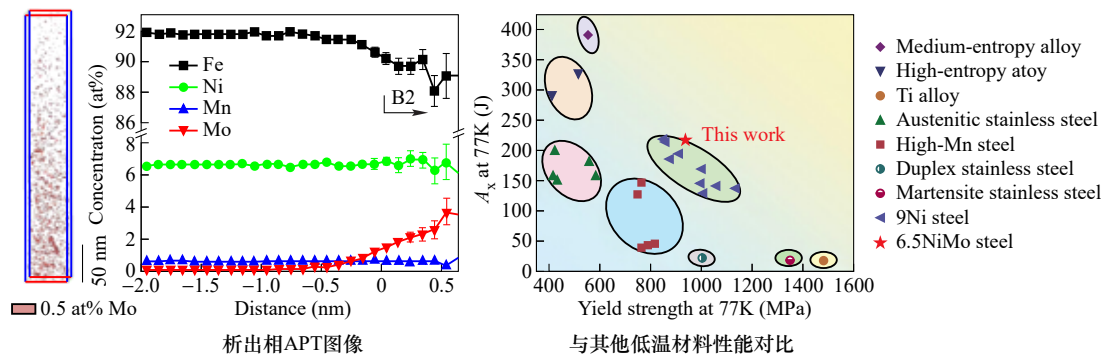 92
90
88
86
8
6
4
2
0
Concentraton (at%)
Fe
Ni
Mn
Mo
B2
−2.0
−1.5
−1.0
−0.5
0
0.5
Distance (nm)
50 nm
0.5 at% Mo
析出相APT图像
400
350
300
250
200
150
100
50
0
Ax at 77K (J)
This work
400
600
800
1000
1200
1400
1600
Yield strength at 77K (MPa)
与其他低温材料性能对比
Medium-entropy alloy
High-entropy atoy
Ti alloy
Austenitic stainless steel
High-Mn steel
Duplex stainless steel
Martensite stainless steel
9Ni steel
6.5NiMo steel